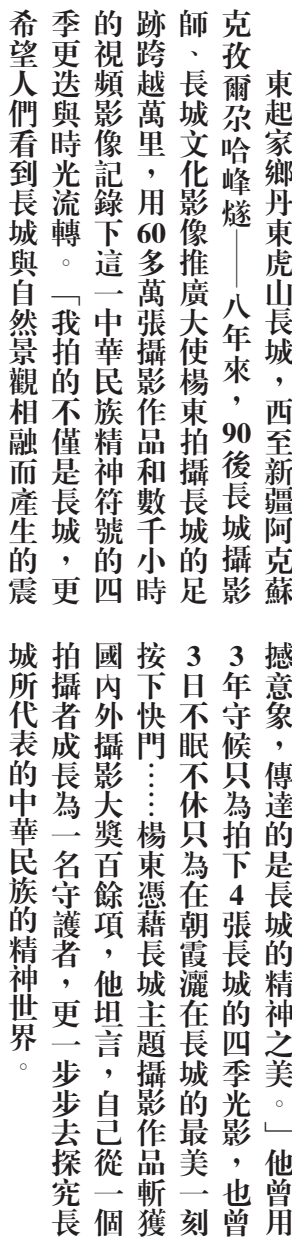 東起家鄉丹東虎山長城，西至新疆阿克蘇
克孜爾尕哈峰燧——八年來，90後長城攝影
師、長城文化影像推廣大使楊東拍攝長城的足
跡跨越萬里，用60多萬張攝影作品和數千小時
的視頻影像記錄下這一中華民族精神符號的四
季更迭與時光流轉。「我拍的不僅是長城，更
希望人們看到長城與自然景觀相融而產生的震
撼意象，傳達的是長城的精神之美。」他曾用
3年守候只為拍下4張長城的四季光影，也曾
3日不眠不休只為在朝霞灑在長城的最美一刻
按下快門……楊東憑藉長城主題攝影作品斬獲
國內外攝影大獎百餘項，他坦言，自己從一個
拍攝者成長為一名守護者，更一步步去探究長
城所代表的中華民族的精神世界。